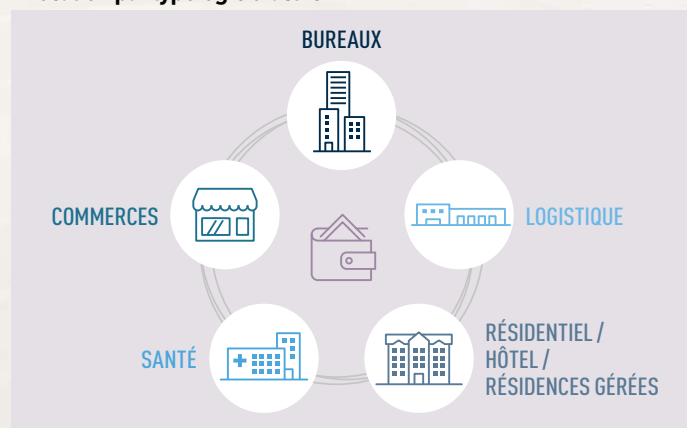 BUREAUX
COMMERCES
LOGISTIQUE
SANTÉ
RÉSIDENTIEL /
HÔTEL /
RÉSIDENCES GÉRÉES